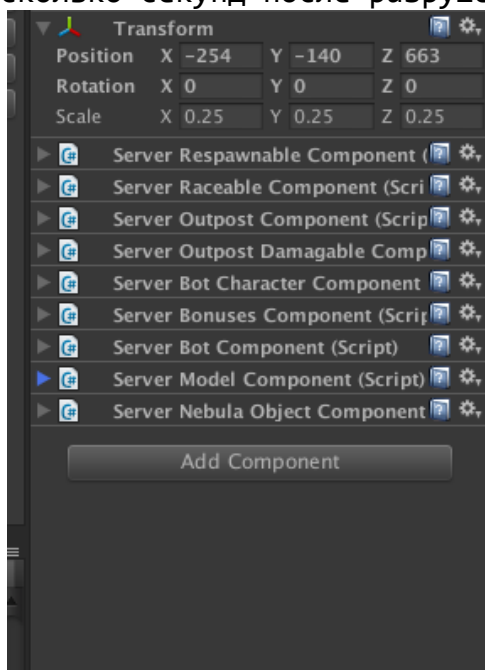 секунд после
Transform
Position X -254 Y -140 Z 663
Rotation X 0 Y 0 Z 0
Scale X 0.25 Y 0.25 Z 0.25
Server Respawnable Component (
Server Raceable Component (Scri
Server Outpost Component (Scrip
Server Outpost Damagable Comp
Server Bot Character Component
Server Bonuses Component (Scrip
Server Bot Component (Script)
Server Model Component (Script)
Server Nebula Object Component
Add Component